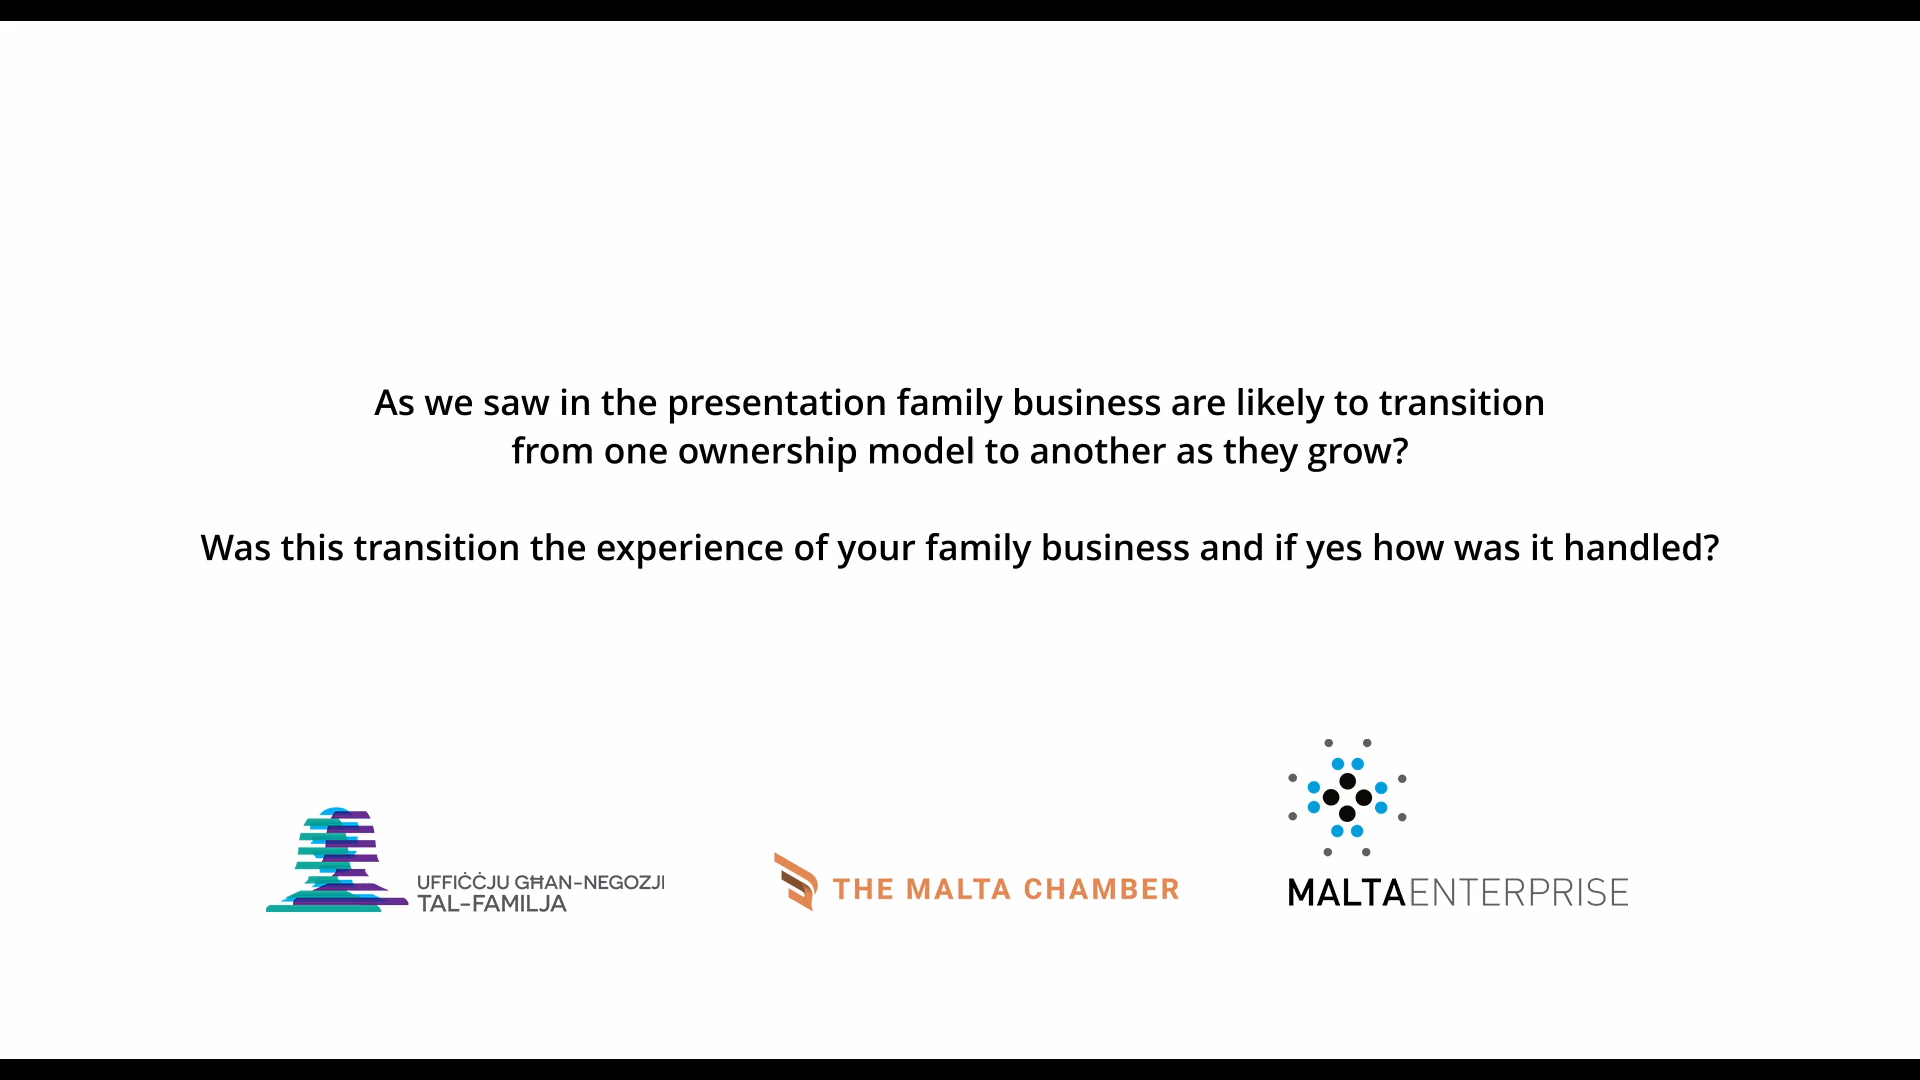 As we saw in the presentation family business are likely to transition
from one ownership model to another as they grow?
Was this transition the experience of your family business and if yes how was it handled?
UFFIĊĊJU GĦAN-NEGOZJI
TAL-FAMILJA
THE MALTA CHAMBER
MALTAENTERPRISE